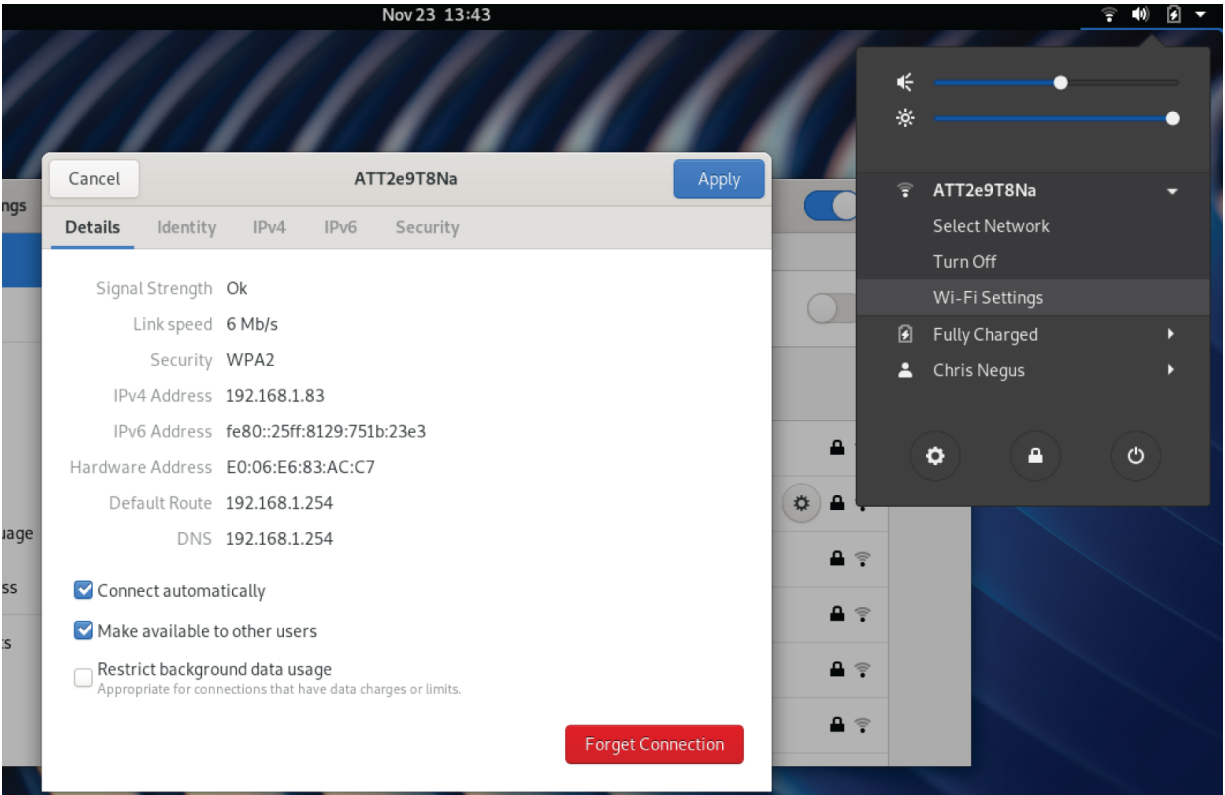 Nov 23 13:43
Cancel
ATT2e9T8Na
Apply
ngs
Details Identity IPv4 IPv6 Security
Signal Strength Ok
Link speed 6 Mb/s
Security WPA2
IPv4 Address 192.168.1.83
IPv6 Address fe80::25ff:8129:751b:23e3
Hardware Address E0:06:E6:83:AC:C7
Default Route 192.168.1.254
DNS 192.168.1.254
uage
ss
ts
Connect automatically
Make available to other users
Restrict background data usage
Appropriate for connections that have data charges or limits.
Forget Connection
ATT2e9T8Na
Select Network
Turn Off
Wi-Fi Settings
Fully Charged
Chris Negus